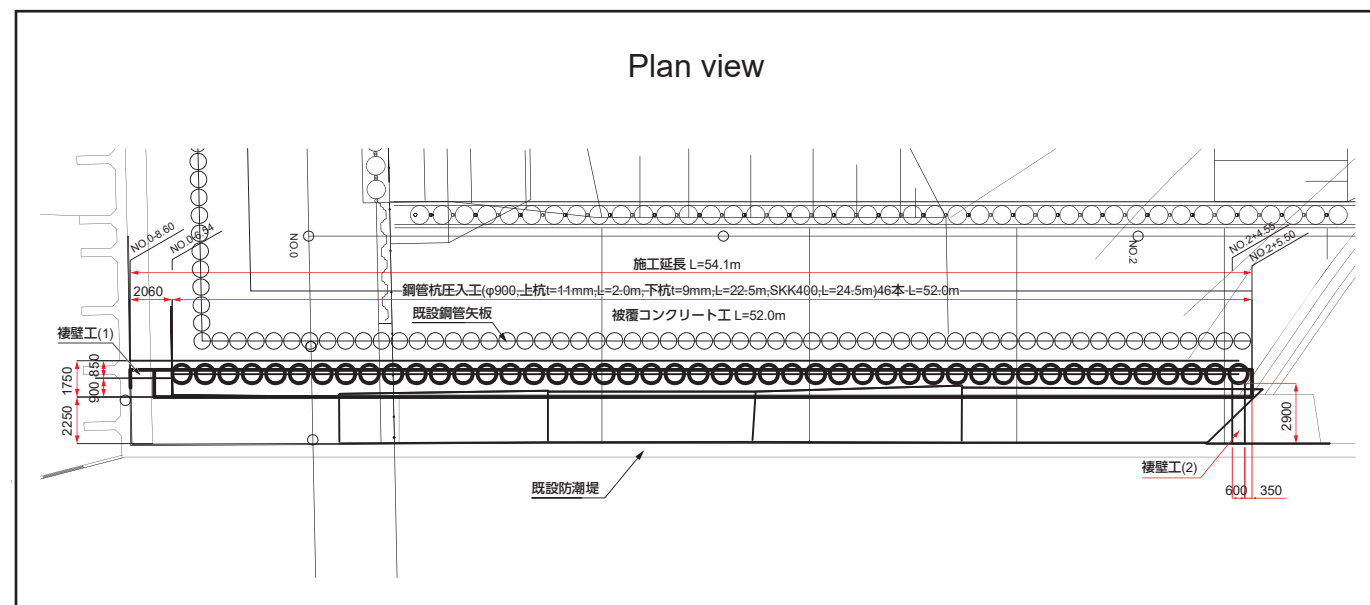 Plan view
NO.0-8.60
NO.0-6.54
NO.0
NO.2
NO.2+4.55
NO.2+5.50
施工延長 L=54.1m
2060
鋼管杭圧入工(φ900,上杭t=11mm,L=2.0m,下杭t=9mm,L=22.5m,SKK400,L=24.5m)46本 L=52.0m
既設鋼管矢板
被覆コンクリート工 L=52.0m
褄壁工(1)
1750
850
900
2250
2900
褄壁工(2)
既設防潮堤
600
350